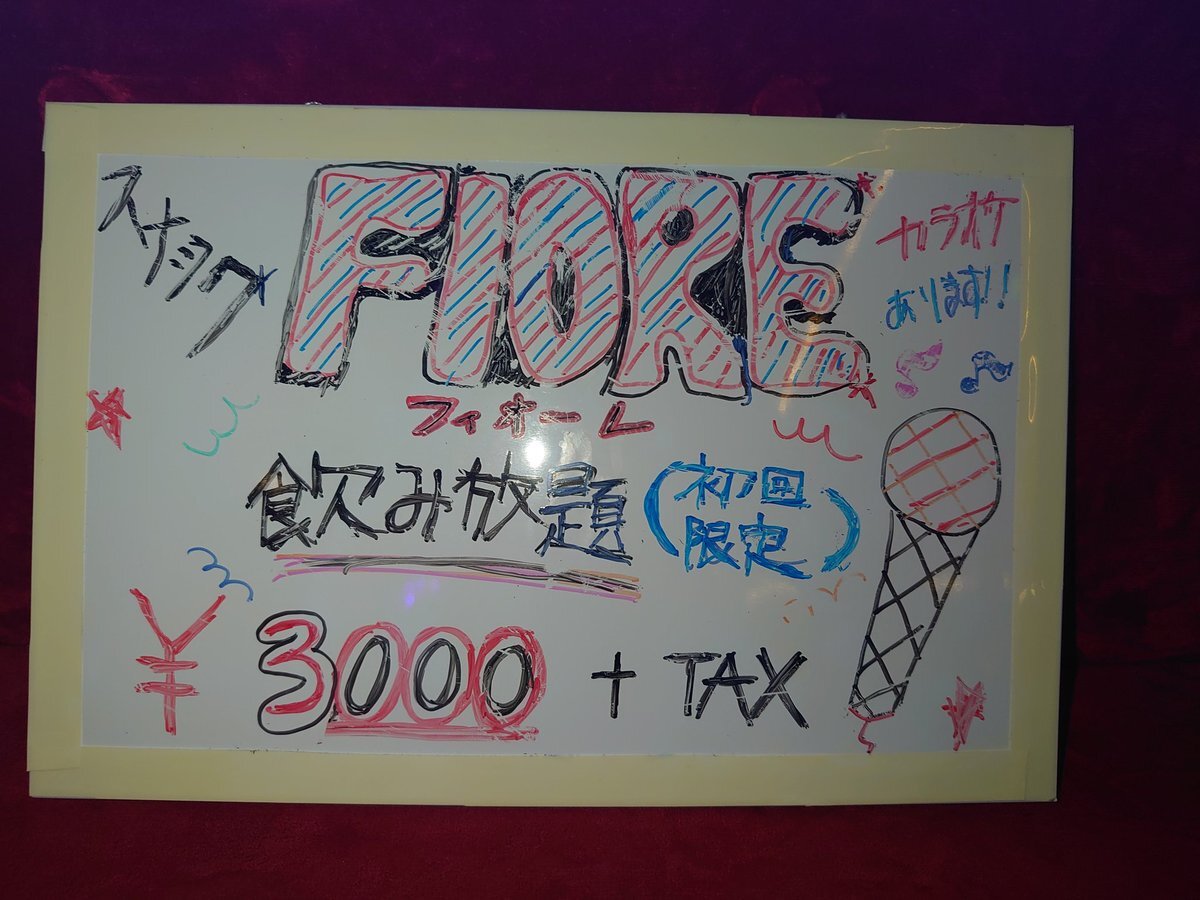 スナック
FIORE
カラオケ
あります!!
フィオーレ
飲み放題
(初回
限定)
¥3000 + TAX